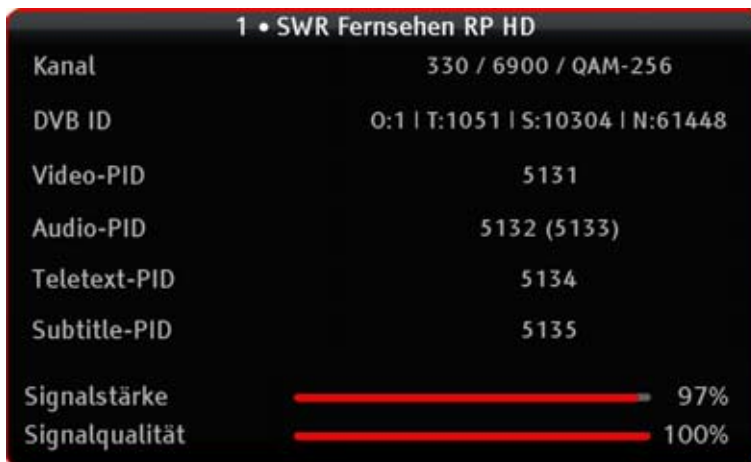 1 • SWR Fernsehen RP HD
Kanal 330 / 6900 / QAM-256
DVB ID O:1 | T:1051 | S:10304 | N:61448
Video-PID 5131
Audio-PID 5132 (5133)
Teletext-PID 5134
Subtitle-PID 5135
Signalstärke 97%
Signalqualität 100%